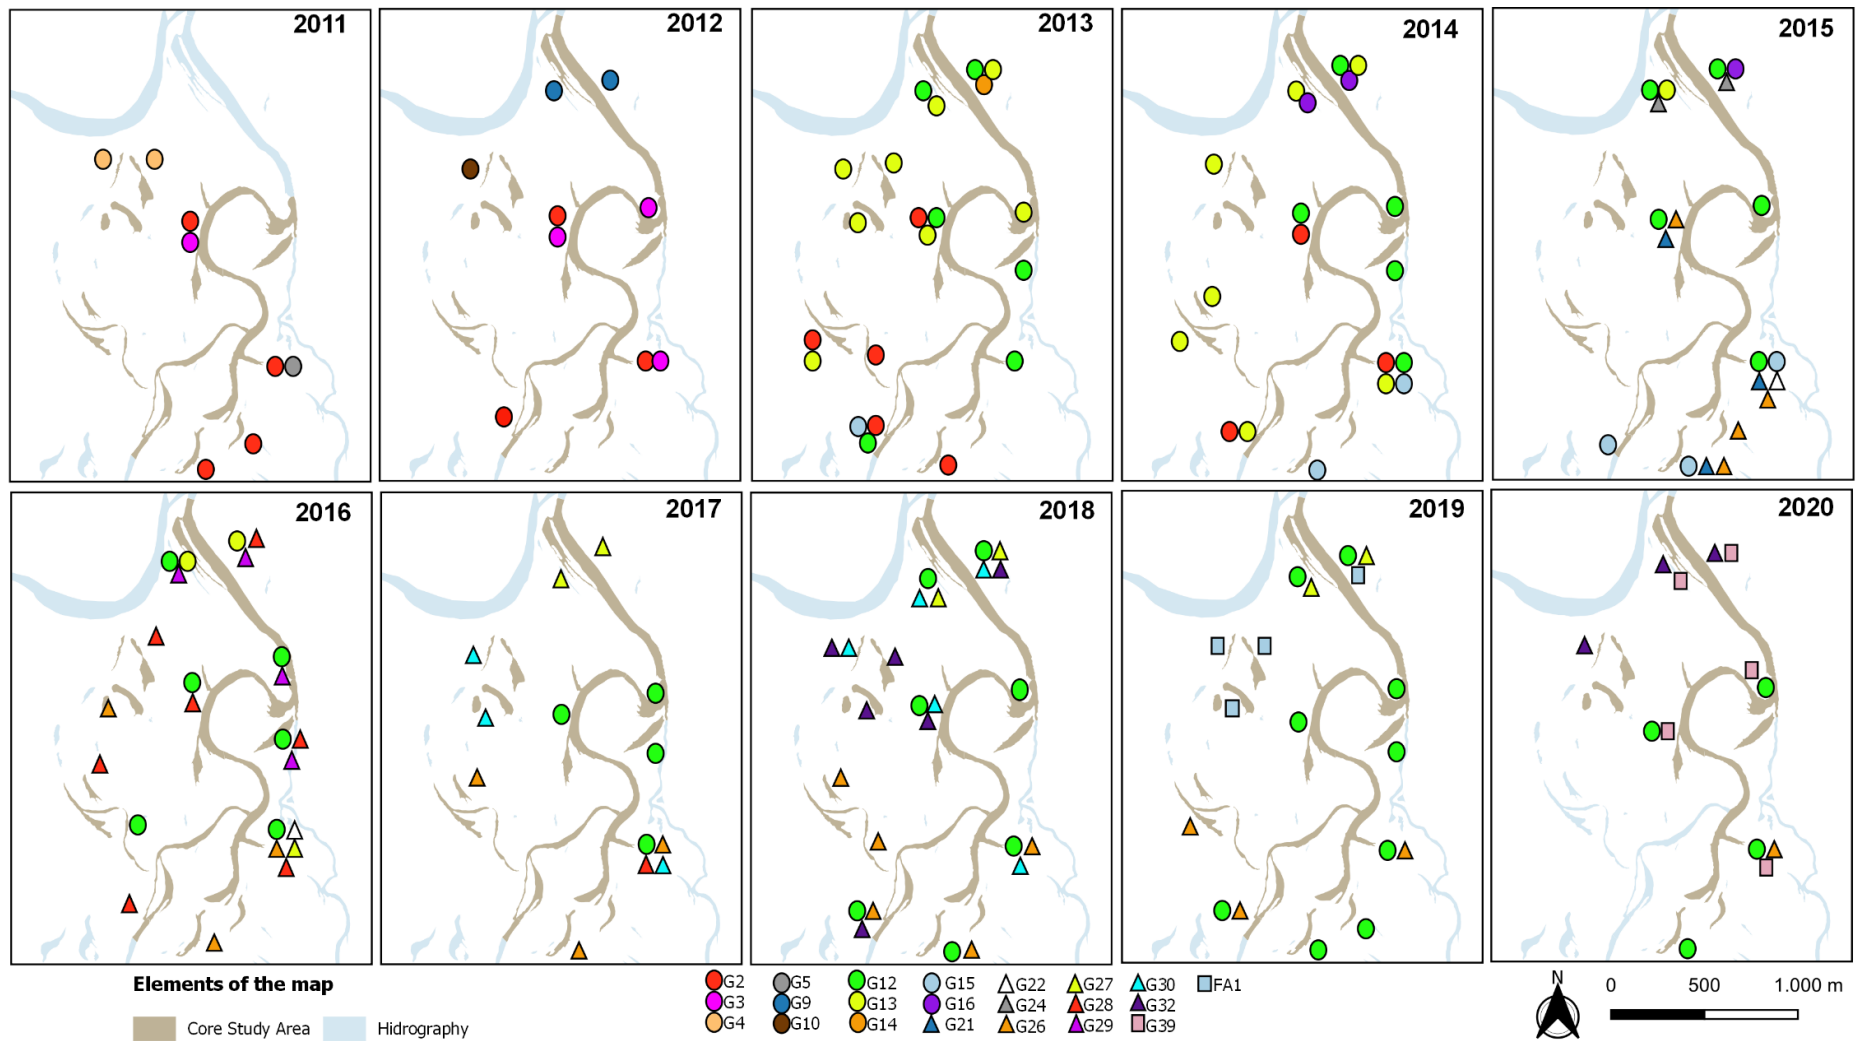 2011
2012
2013
2014
2015
2016
2017
2018
2019
2020
Elements of the map
Core Study Area
Hidrography
G2 G5 G12 G15 G22 G27 G30 FA1
G3 G9 G13 G16 G24 G28 G32
G4 G10 G14 G21 G26 G29 G39
N
0 500 1.000 m